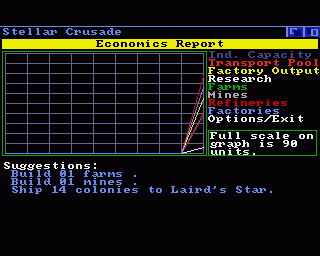 Stellar Crusade
Economics Report
Ind. Capacity
Transport Pool
Factory Output
Research
Farms
Mines
Refineries
Factories
Options/Exit
Full scale on
graph is 90
units.
Suggestions:
Build 01 farms .
Build 01 mines .
Ship 14 colonies to Laird's Star.